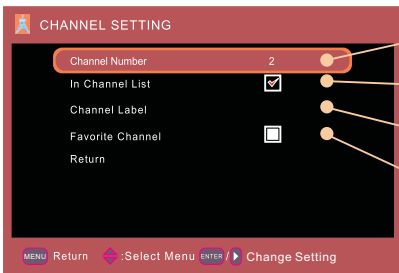 CHANNEL SETTING
Channel Number 2
In Channel List
Channel Label
Favorite Channel
Return
MENU Return :Select Menu ENTER / Change Setting